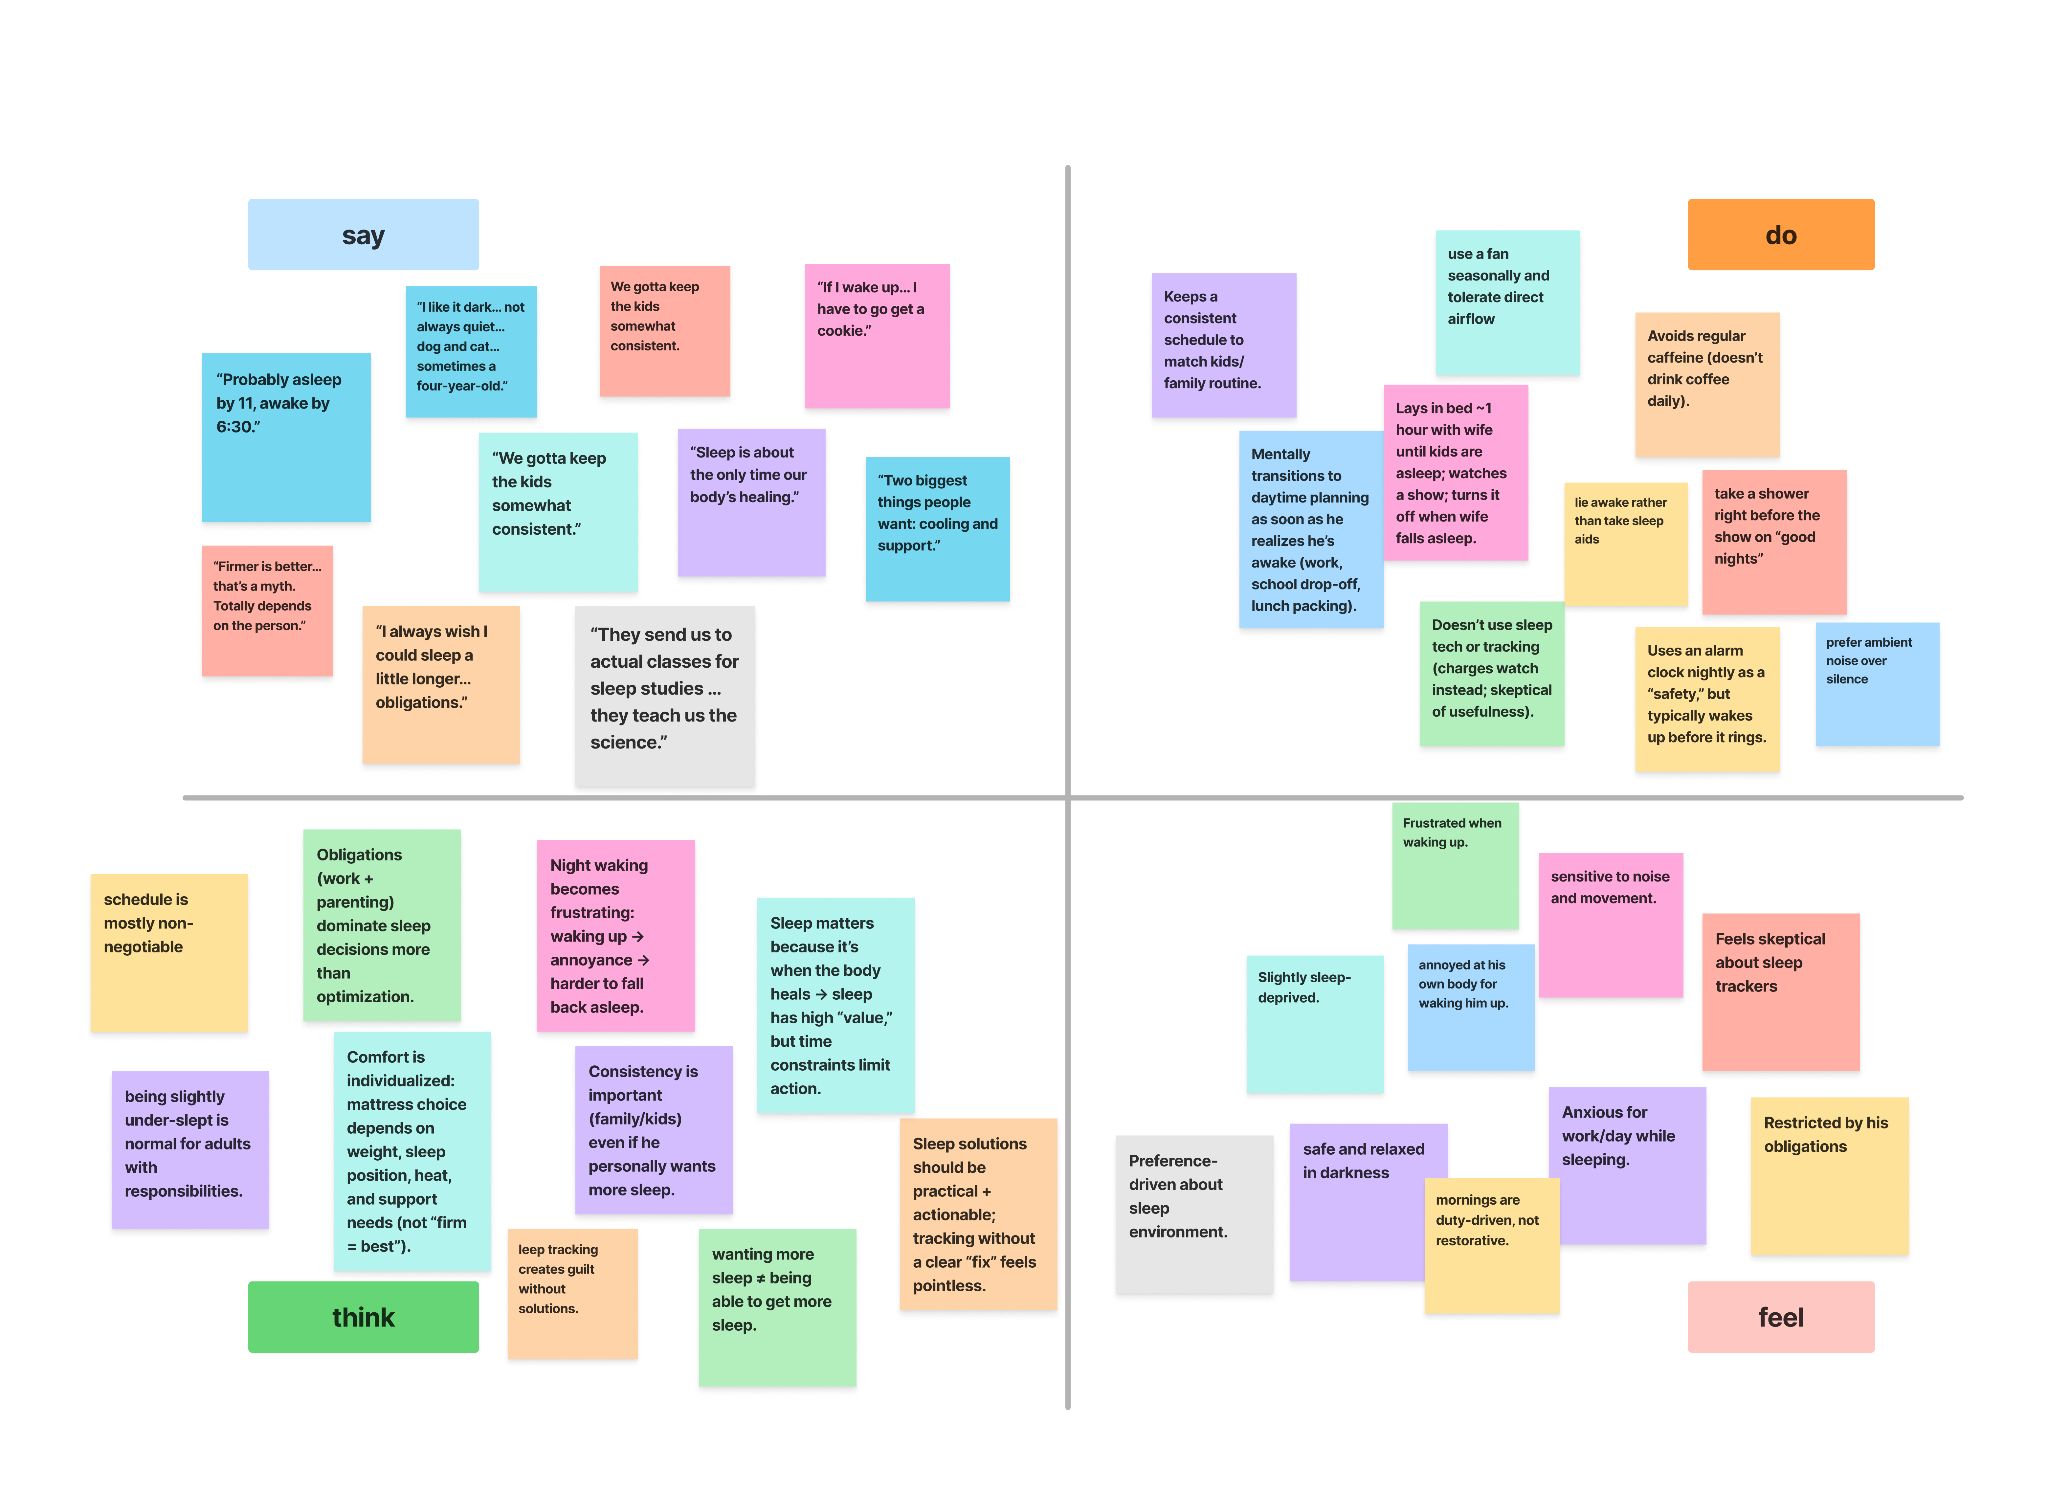 say
“Probably asleep
by 11, awake by
6:30.”
“I like it dark... not
always quiet...
dog and cat...
sometimes a
four-year-old.”
We gotta keep
the kids
somewhat
consistent.
“If I wake up... I
have to go get a
cookie.”
“We gotta keep
the kids
somewhat
consistent.”
“Sleep is about
the only time our
body’s healing.”
“Two biggest
things people
want: cooling and
support.”
“Firmer is better...
that’s a myth.
Totally depends
on the person.”
“I always wish I
could sleep a
little longer...
obligations.”
“They send us to
actual classes for
sleep studies ...
they teach us the
science.”
do
Keeps a
consistent
schedule to
match kids/
family routine.
use a fan
seasonally and
tolerate direct
airflow
Avoids regular
caffeine (doesn’t
drink coffee
daily).
Mentally
transitions to
daytime planning
as soon as he
realizes he’s
awake (work,
school drop-off,
lunch packing).
Lays in bed ~1
hour with wife
until kids are
asleep; watches
a show; turns it
off when wife
falls asleep.
lie awake rather
than take sleep
aids
take a shower
right before the
show on “good
nights”
Doesn’t use sleep
tech or tracking
(charges watch
instead; skeptical
of usefulness).
Uses an alarm
clock nightly as a
“safety,” but
typically wakes
up before it rings.
prefer ambient
noise over
silence
schedule is
mostly non-
negotiable
Obligations
(work +
parenting)
dominate sleep
decisions more
than
optimization.
Night waking
becomes
frustrating:
waking up →
annoyance →
harder to fall
back asleep.
Sleep matters
because it’s
when the body
heals → sleep
has high “value,”
but time
constraints limit
action.
being slightly
under-slept is
normal for adults
with
responsibilities.
Comfort is
individualized:
mattress choice
depends on
weight, sleep
position, heat,
and support
needs (not “firm
= best”).
Consistency is
important
(family/kids)
even if he
personally wants
more sleep.
Sleep solutions
should be
practical +
actionable;
tracking without
a clear “fix” feels
pointless.
leep tracking
creates guilt
without
solutions.
wanting more
sleep ≠ being
able to get more
sleep.
think
Frustrated when
waking up.
sensitive to noise
and movement.
Feels skeptical
about sleep
trackers
Slightly sleep-
deprived.
annoyed at his
own body for
waking him up.
Preference-
driven about
sleep
environment.
safe and relaxed
in darkness
mornings are
duty-driven, not
restorative.
Anxious for
work/day while
sleeping.
Restricted by his
obligations
feel